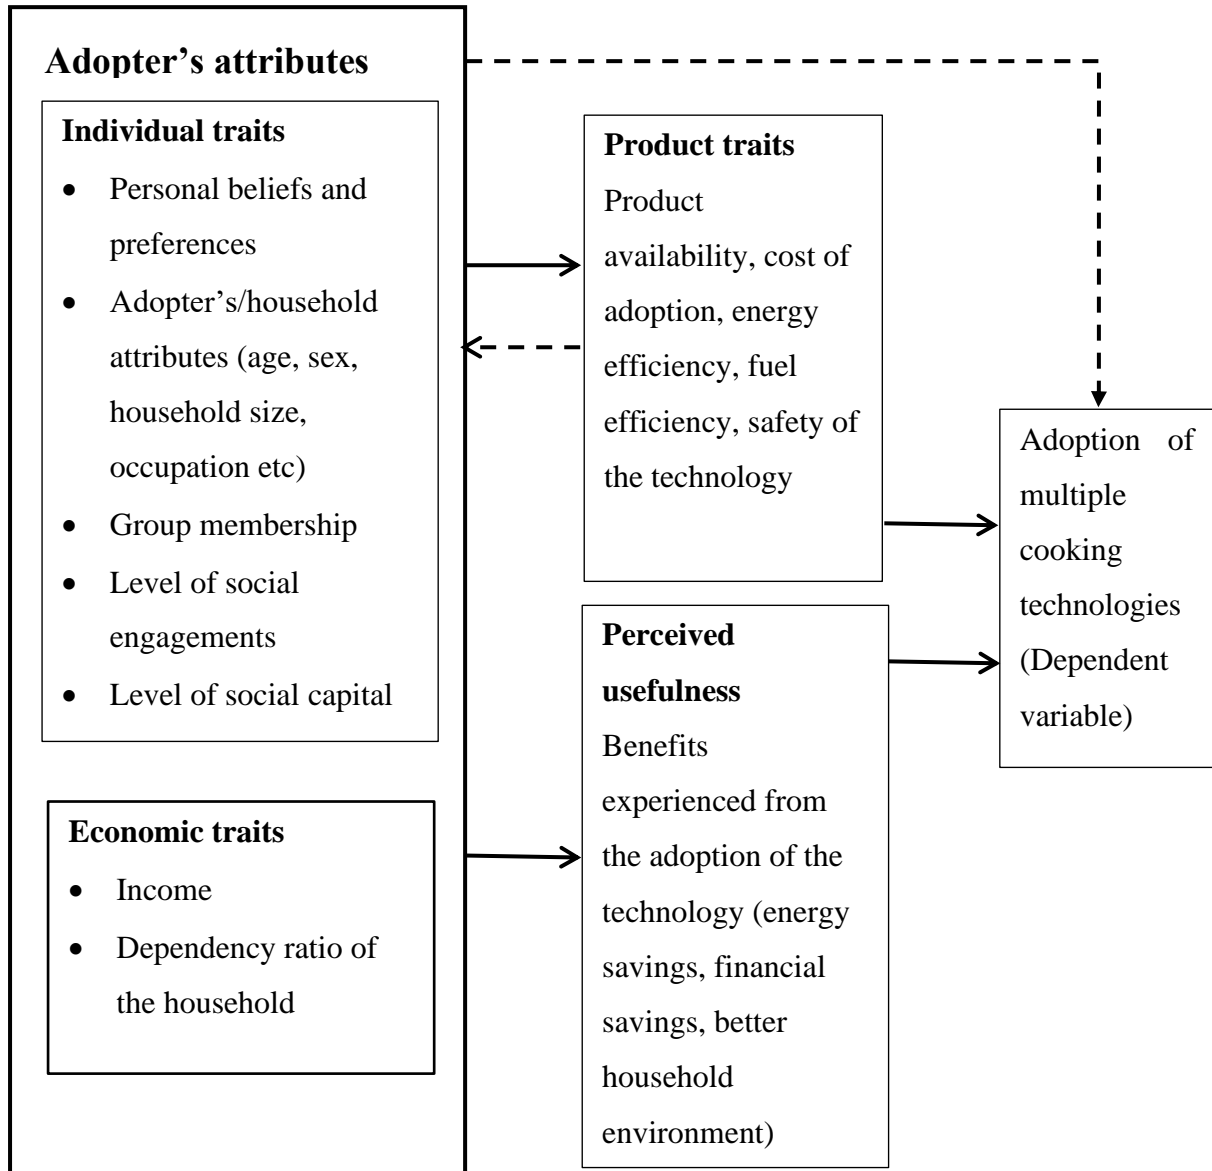 Adopter’s attributes
Individual traits
• Personal beliefs and
preferences
• Adopter’s/household
attributes (age, sex,
household size,
occupation etc)
• Group membership
• Level of social
engagements
• Level of social capital
Economic traits
• Income
• Dependency ratio of
the household
Product traits
Product
availability, cost of
adoption, energy
efficiency, fuel
efficiency, safety of
the technology
Perceived
usefulness
Benefits
experienced from
the adoption of the
technology (energy
savings, financial
savings, better
household
environment)
Adoption of
multiple
cooking
technologies
(Dependent
variable)